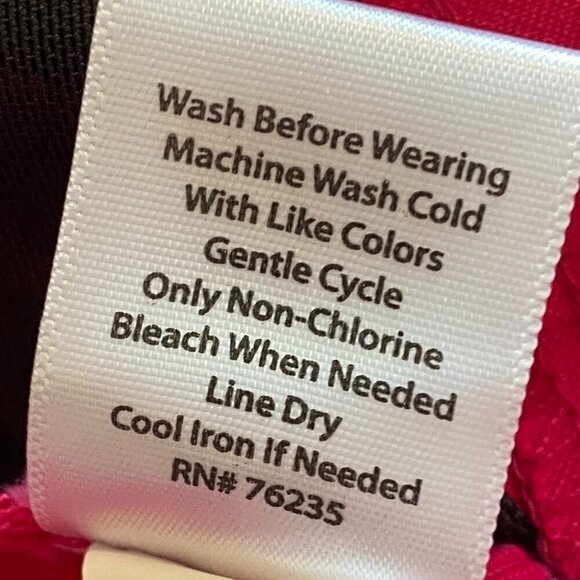 Wash Before Wearing
Machine Wash Cold
With Like Colors
Gentle Cycle
Only Non-Chlorine
Bleach When Needed
Line Dry
Cool Iron If Needed
RN# 76235